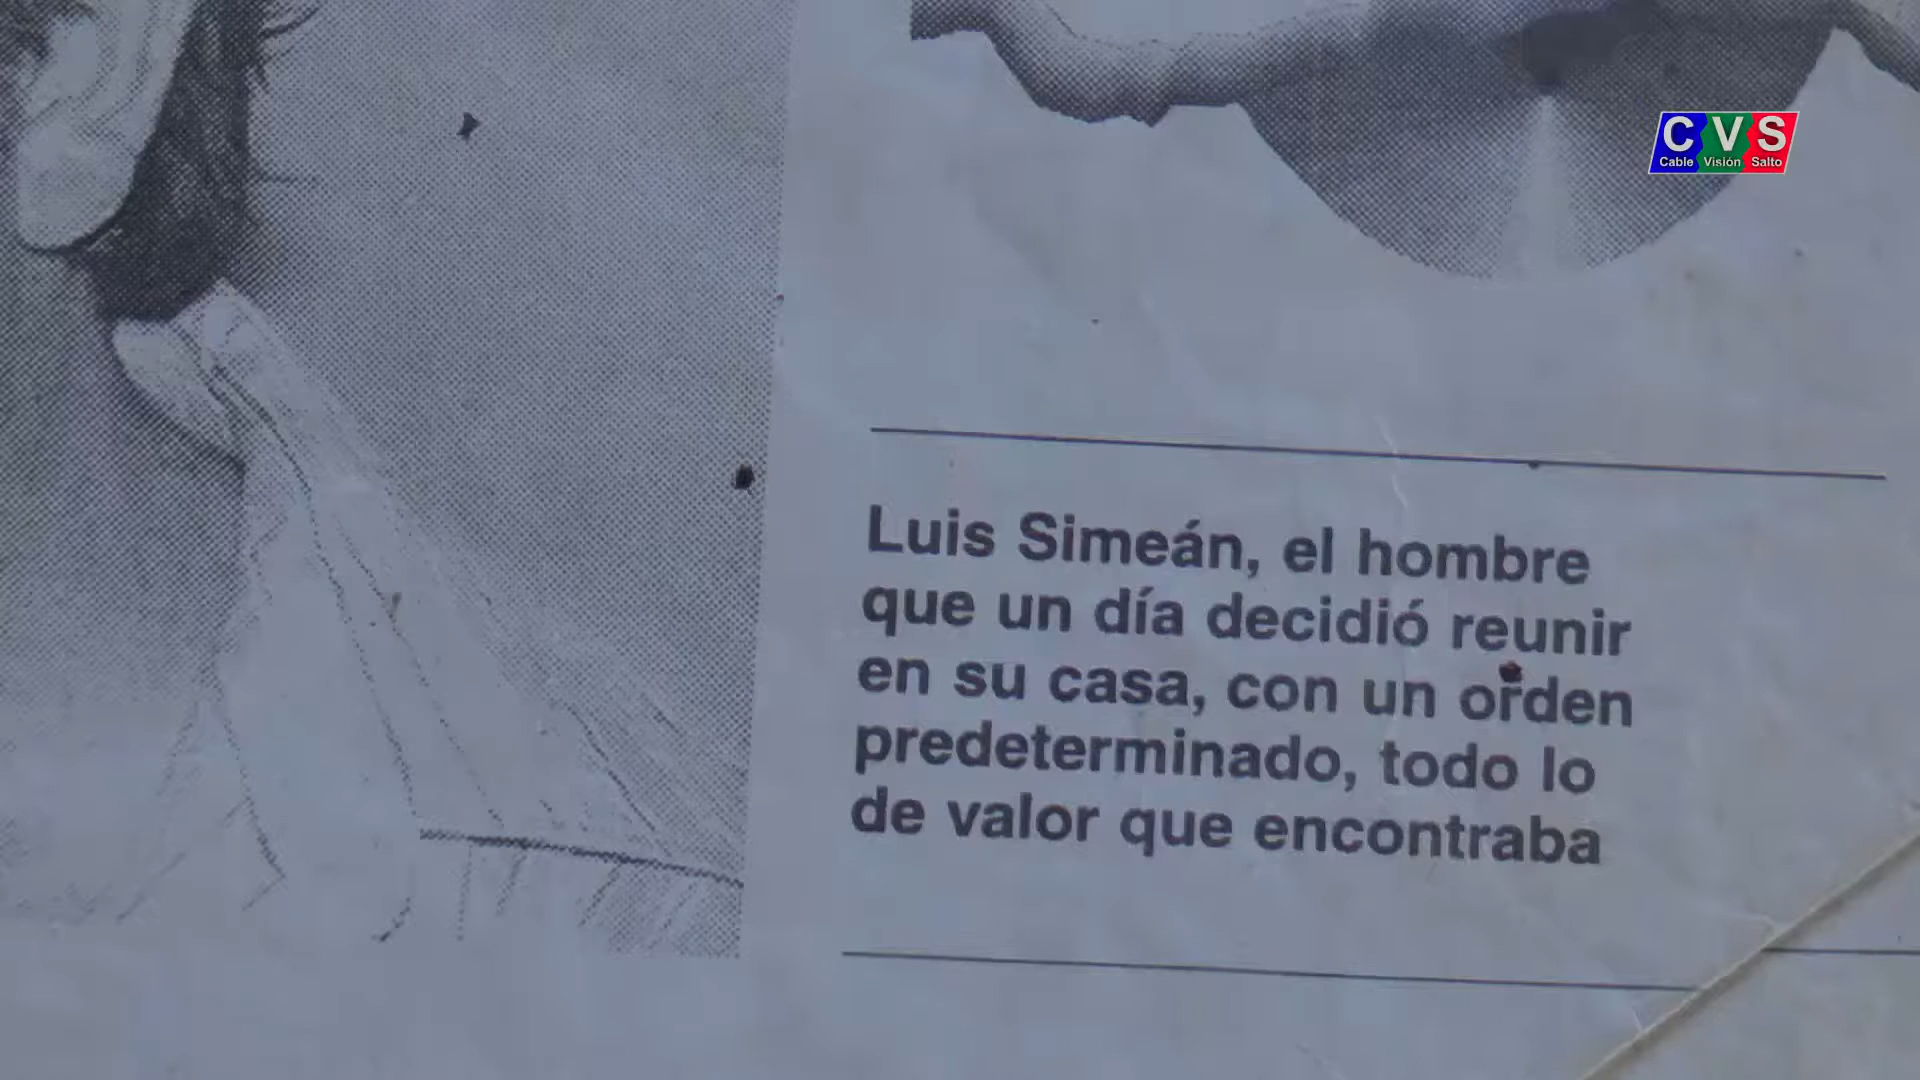 CVS
Cable Visión Salto
Luis Simeán, el hombre
que un día decidió reunir
en su casa, con un orden
predeterminado, todo lo
de valor que encontraba